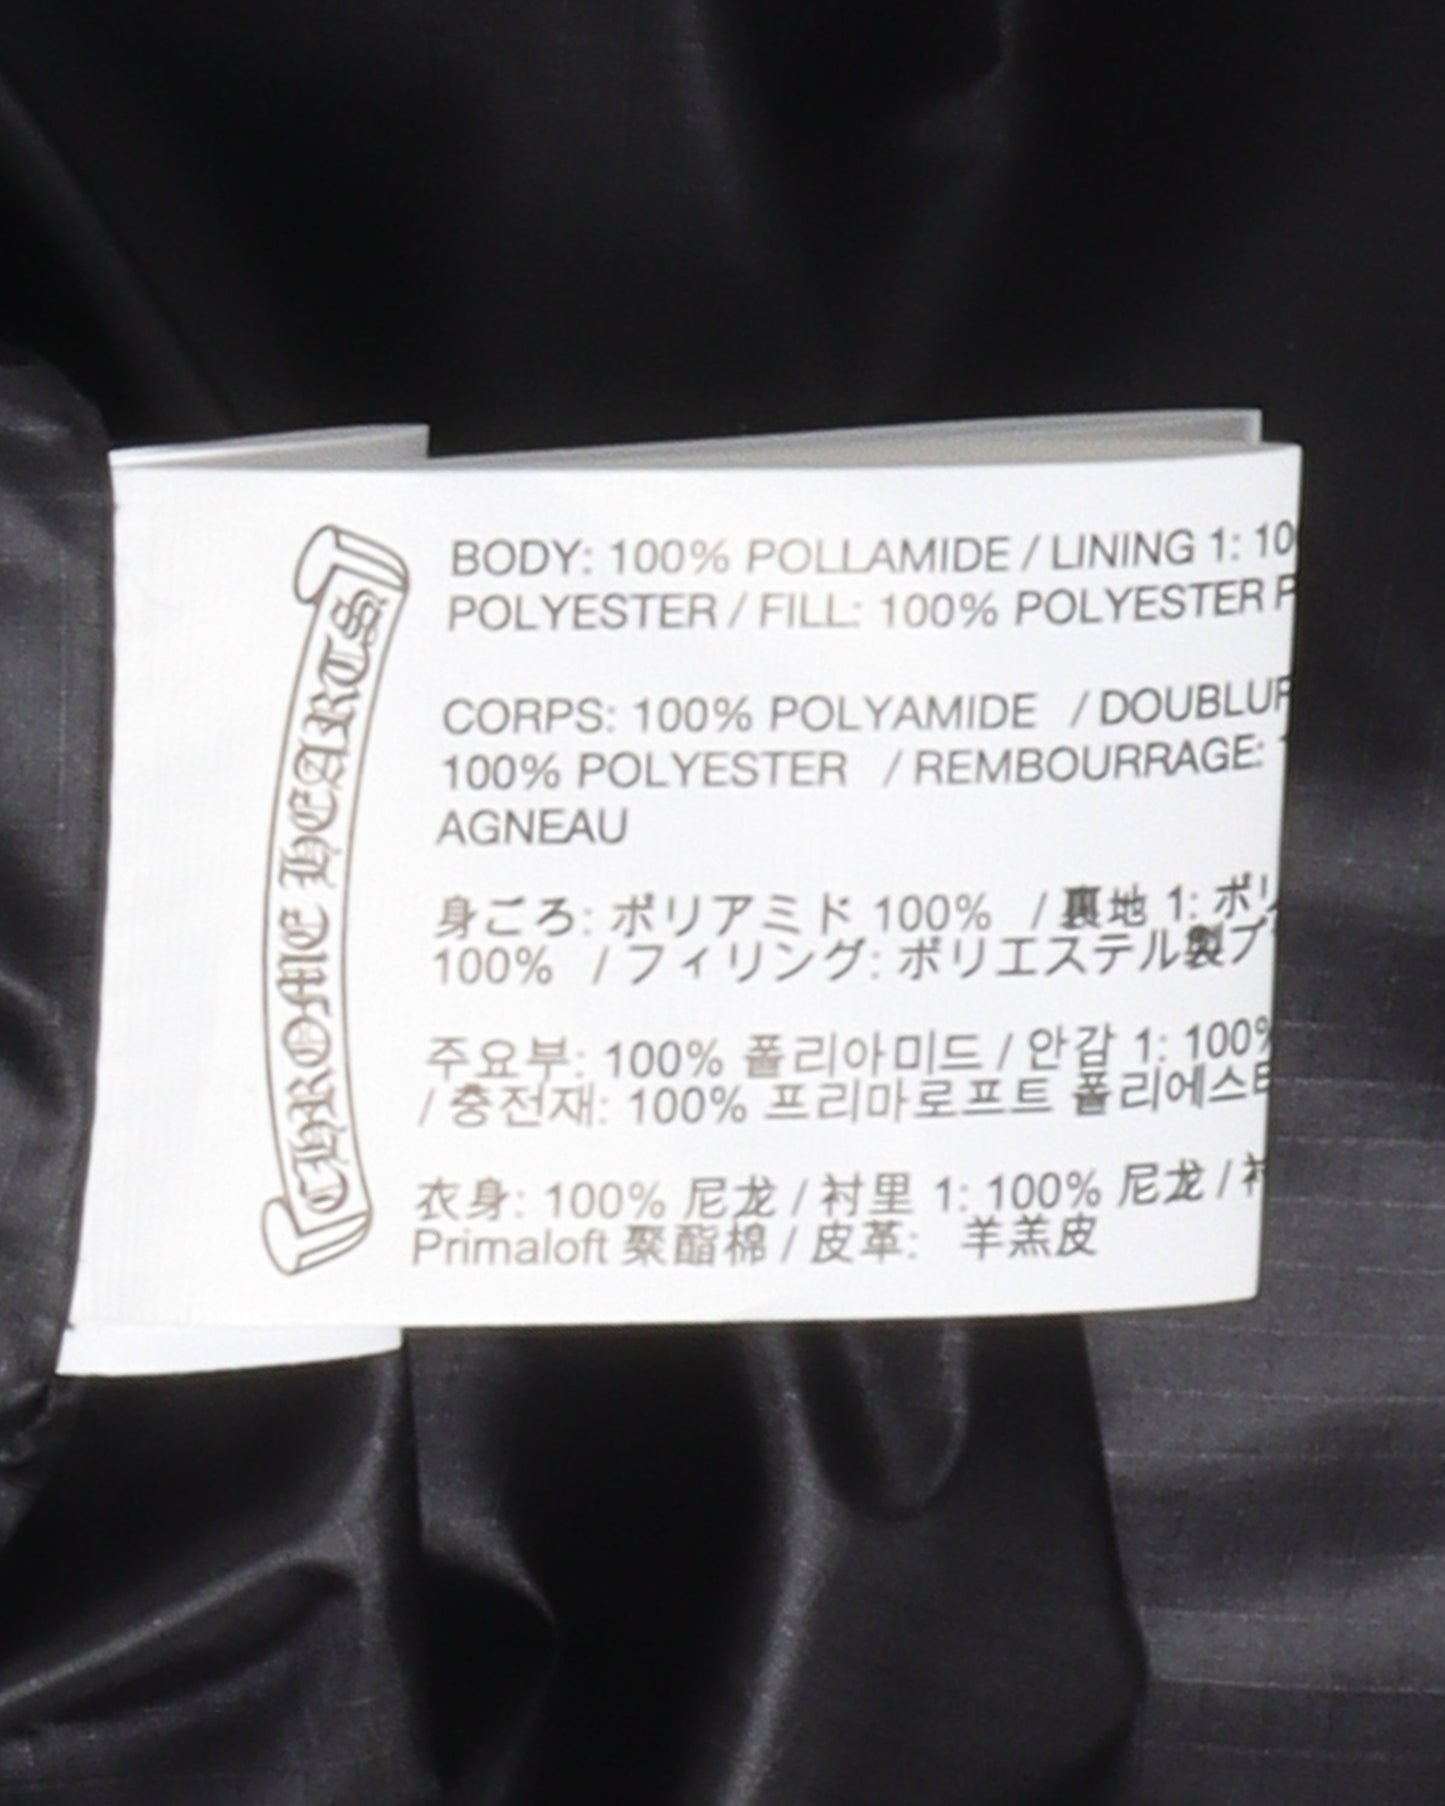 CHROME HEARTS
BODY: 100% POLLAMIDE / LINING 1: 10
POLYESTER / FILL: 100% POLYESTER P
CORPS: 100% POLYAMIDE / DOUBLUR
100% POLYESTER / REMBOURRAGE:
AGNEAU
身ごろ: ポリアミド 100% / 裏地 1: ポリ
100% / フィリング: ポリエステル製プ
주요부: 100% 폴리아미드 / 안감 1: 100%
/ 충전재: 100% 프리마로프트 폴리에스
衣身: 100% 尼龙 / 衬里 1: 100% 尼龙 /
Primaloft 聚酯棉 / 皮革: 羊羔皮